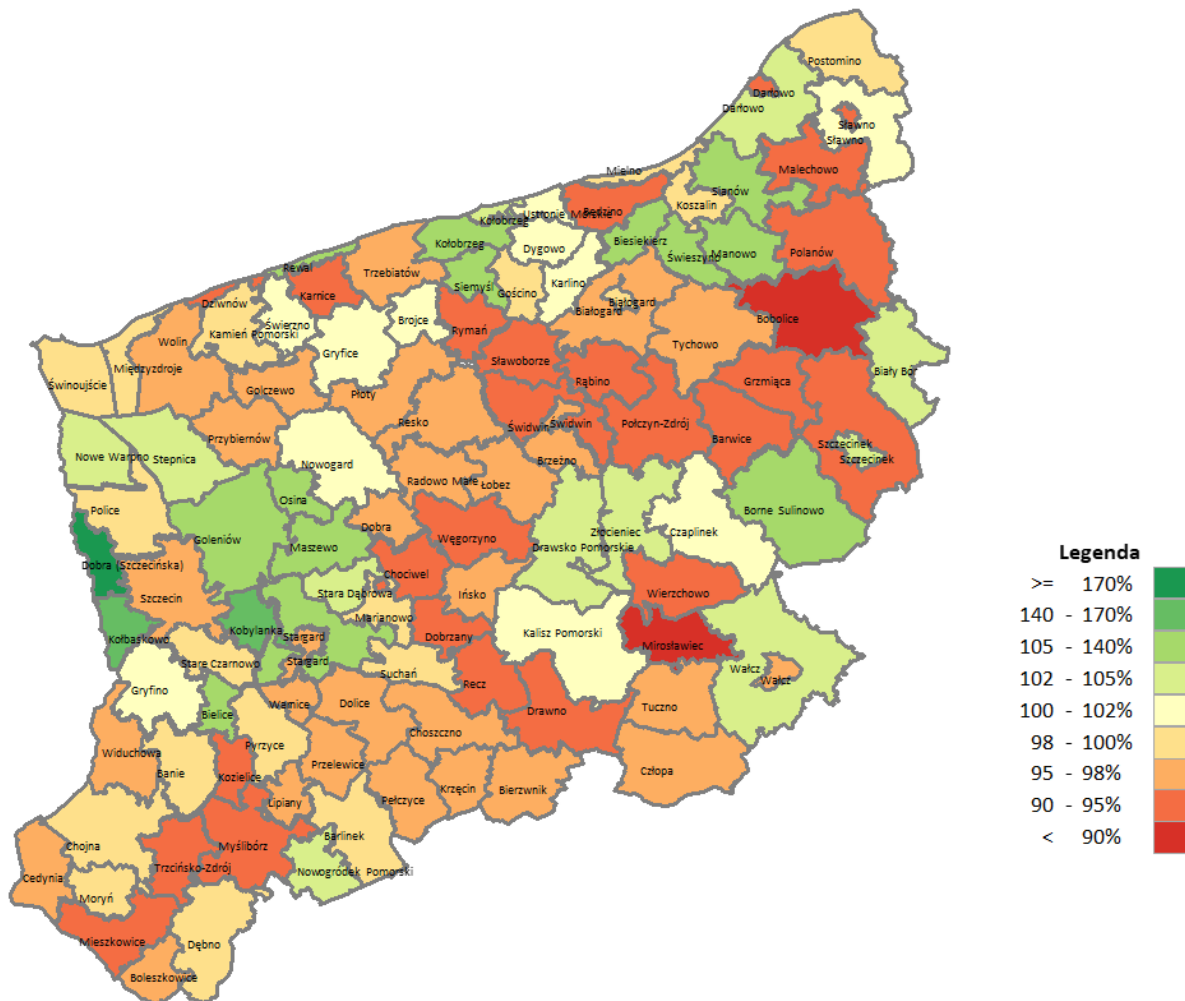 Postomino
Darłowo
Darłowo
Sławno
Sławno
Malechowo
Mielno
Sianów
Koszalin
Kołobrzeg
Ustronie Morskie
Będzino
Kołobrzeg
Dygowo
Biesiekierz
Świeszyno
Manowo
Polanów
Rewal
Trzebiatów
Karnice
Siemyśl
Gościno
Karlino
Dziwnów
Świerzno
Kamień Pomorski
Brojce
Rymań
Białogard
Białogard
Bobolice
Wolin
Gryfice
Sławoborze
Tychowo
Międzyzdroje
Świnoujście
Golczewo
Płoty
Rąbino
Grzmiąca
Biały Bór
Resko
Świdwin
Świdwin
Połczyn-Zdrój
Barwice
Przybiernów
Szczecinek
Szczecinek
Nowe Warpno
Stepnica
Nowogard
Brzeżno
Radowo Małe
Łobez
Osina
Police
Borne Sulinowo
Goleniów
Maszewo
Dobra
Węgorzyno
Złocieniec
Czaplinek
Drawsko Pomorskie
Dobra (Szczecińska)
Chociwel
Szczecin
Stara Dąbrowa
Ińsko
Wierzchowo
Marianowo
Kołbaskowo
Kobylanka
Stargard
Dobrzany
Kalisz Pomorski
Mirosławiec
Stare Czarnowo
Stargard
Suchań
Wałcz
Wałcz
Gryfino
Recz
Bielice
Warnice
Dolice
Drawno
Tuczno
Choszczno
Widuchowa
Pyrzyce
Banie
Przelewice
Kozielice
Człopa
Lipiany
Pełczyce
Krzęcin
Bierzwnik
Chojna
Myślibórz
Barlinek
Trzcińsko-Zdrój
Nowogródek Pomorski
Cedynia
Moryń
Mieszkowice
Dębno
Boleszkowice
Legenda
>= 170%
140 - 170%
105 - 140%
102 - 105%
100 - 102%
98 - 100%
95 - 98%
90 - 95%
< 90%